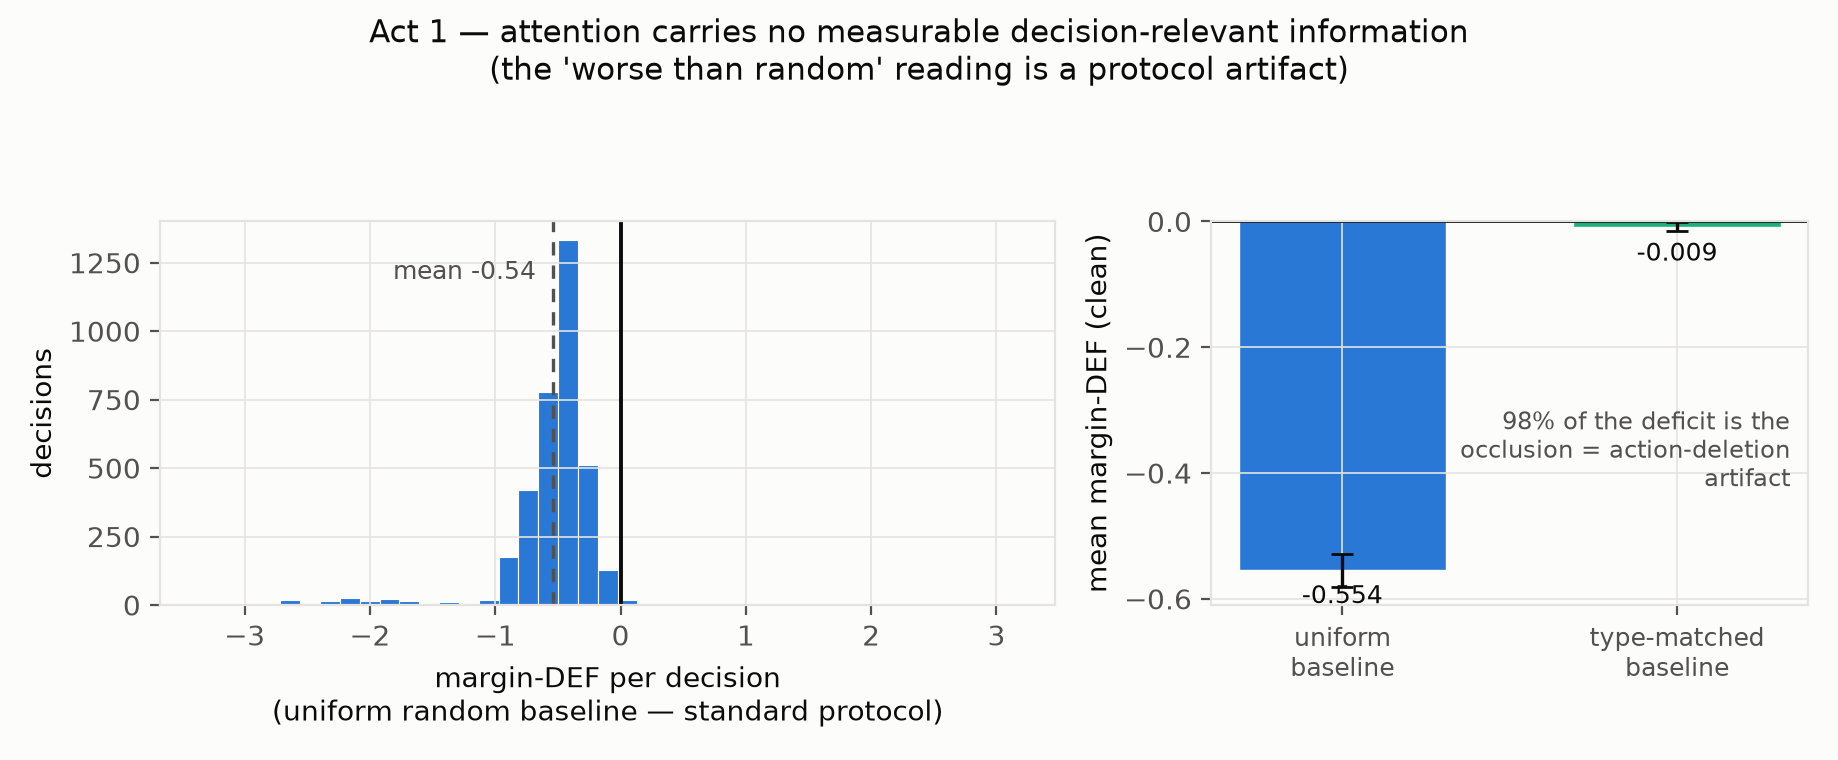 Act 1 — attention carries no measurable decision-relevant information
(the 'worse than random' reading is a protocol artifact)
decisions
1250
1000
750
500
250
0
mean -0.54
−3
−2
−1
0
1
2
3
margin-DEF per decision
(uniform random baseline — standard protocol)
mean margin-DEF (clean)
0.0
−0.2
−0.4
−0.6
-0.554
-0.009
98% of the deficit is the
occlusion = action-deletion
artifact
uniform
baseline
type-matched
baseline